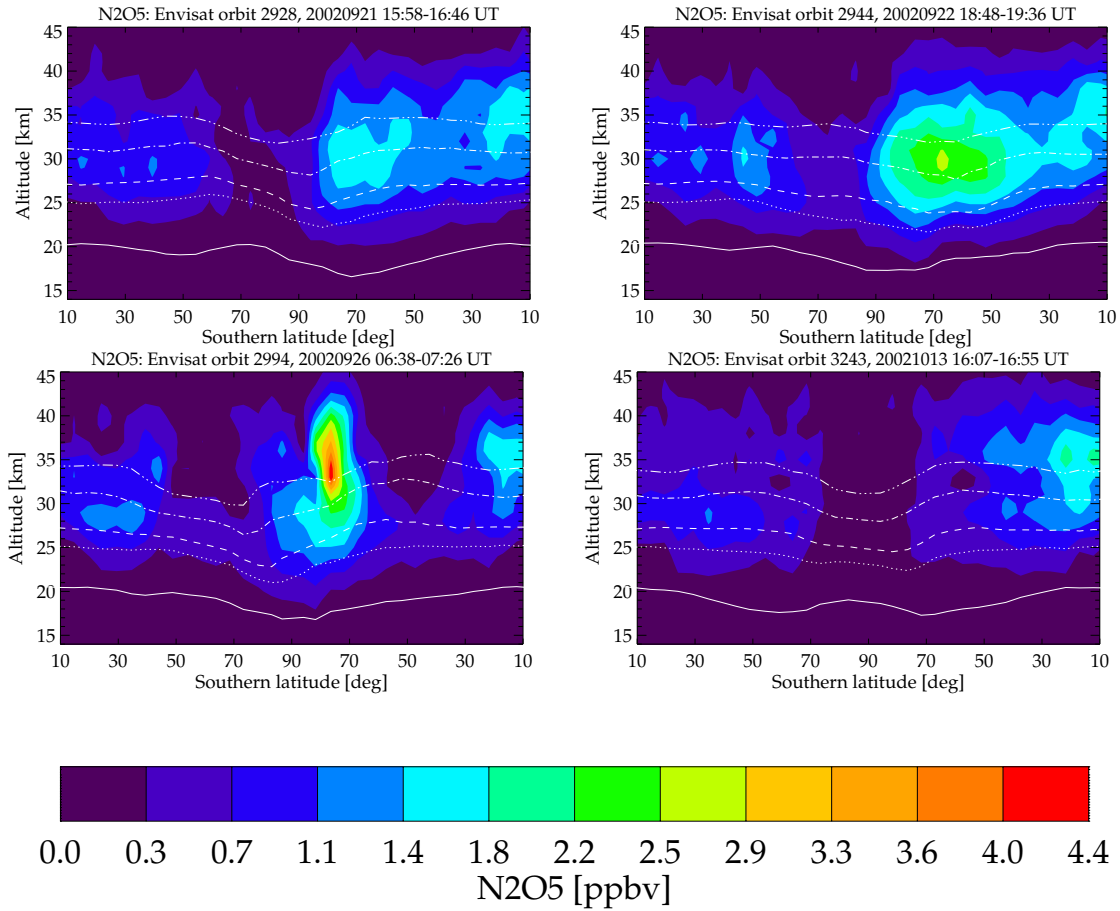 N2O5: Envisat orbit 2928, 20020921 15:58-16:46 UT
45
40
35
30
25
20
15
Altitude [km]
10 30 50 70 90 70 50 30 10
Southern latitude [deg]
N2O5: Envisat orbit 2944, 20020922 18:48-19:36 UT
45
40
35
30
25
20
15
Altitude [km]
10 30 50 70 90 70 50 30 10
Southern latitude [deg]
N2O5: Envisat orbit 2994, 20020926 06:38-07:26 UT
45
40
35
30
25
20
15
Altitude [km]
10 30 50 70 90 70 50 30 10
Southern latitude [deg]
N2O5: Envisat orbit 3243, 20021013 16:07-16:55 UT
45
40
35
30
25
20
15
Altitude [km]
10 30 50 70 90 70 50 30 10
Southern latitude [deg]
0.0 0.3 0.7 1.1 1.4 1.8 2.2 2.5 2.9 3.3 3.6 4.0 4.4
N2O5 [ppbv]